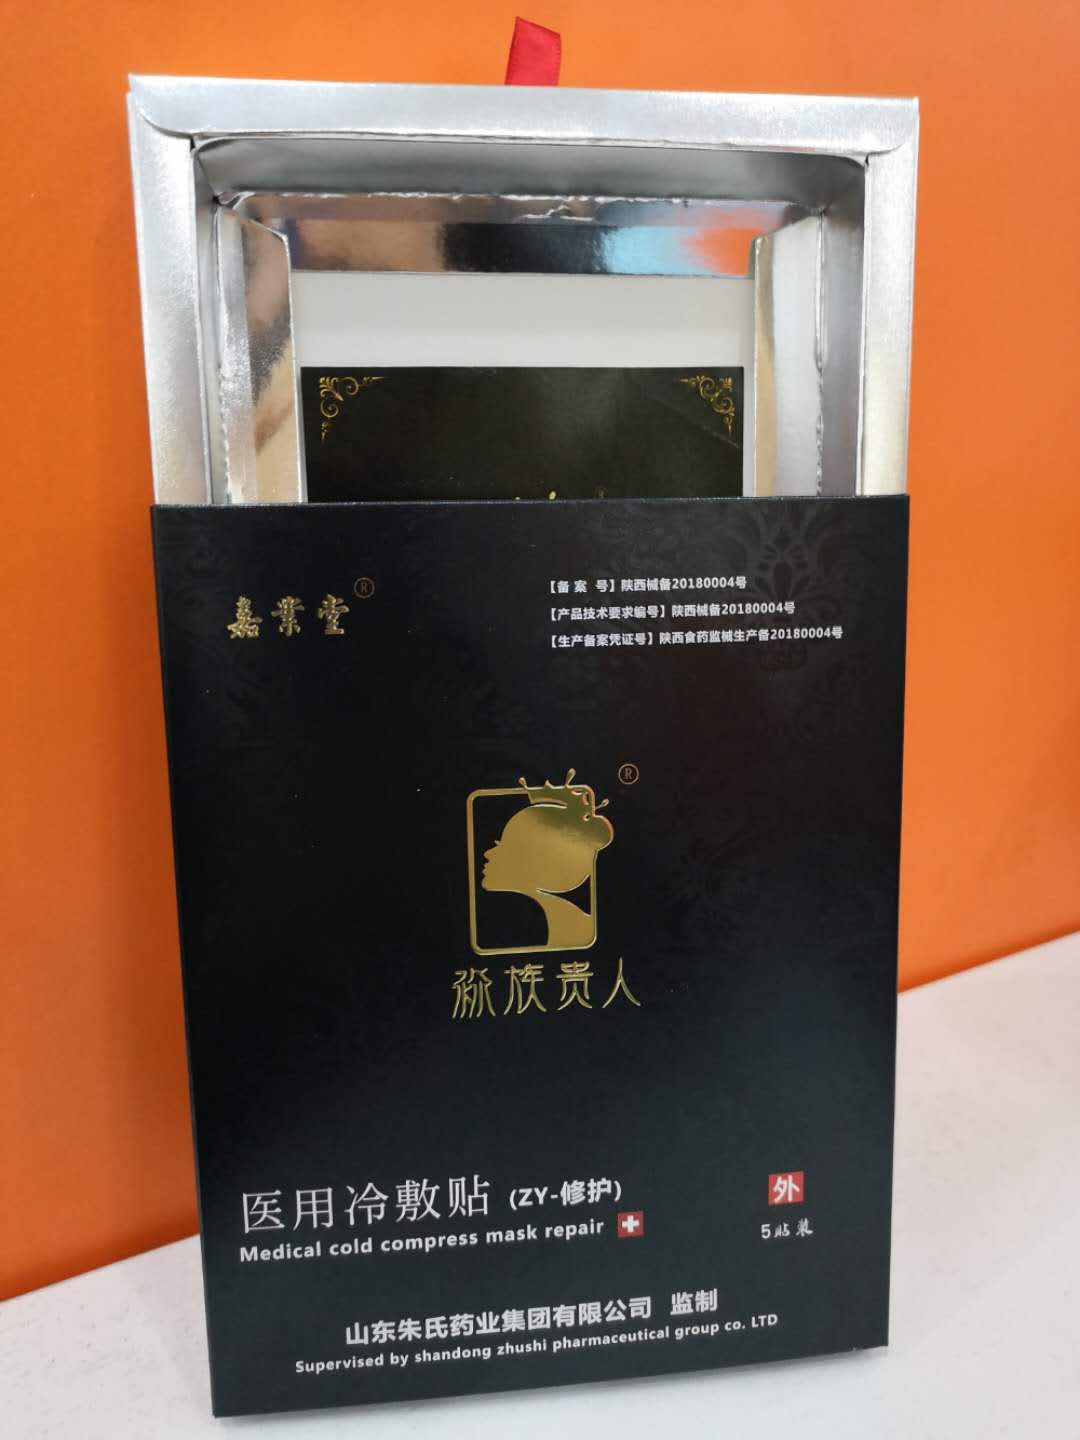 嘉業堂®
【备 案 号】陕西械备20180004号
【产品技术要求编号】陕西械备20180004号
【生产备案凭证号】陕西食药监械生产备20180004号
®
族贵人
医用冷敷贴 (ZY-修护)
Medical cold compress mask repair
外
5贴装
山东朱氏药业集团有限公司 监制
Supervised by shandong zhushi pharmaceutical group co. LTD